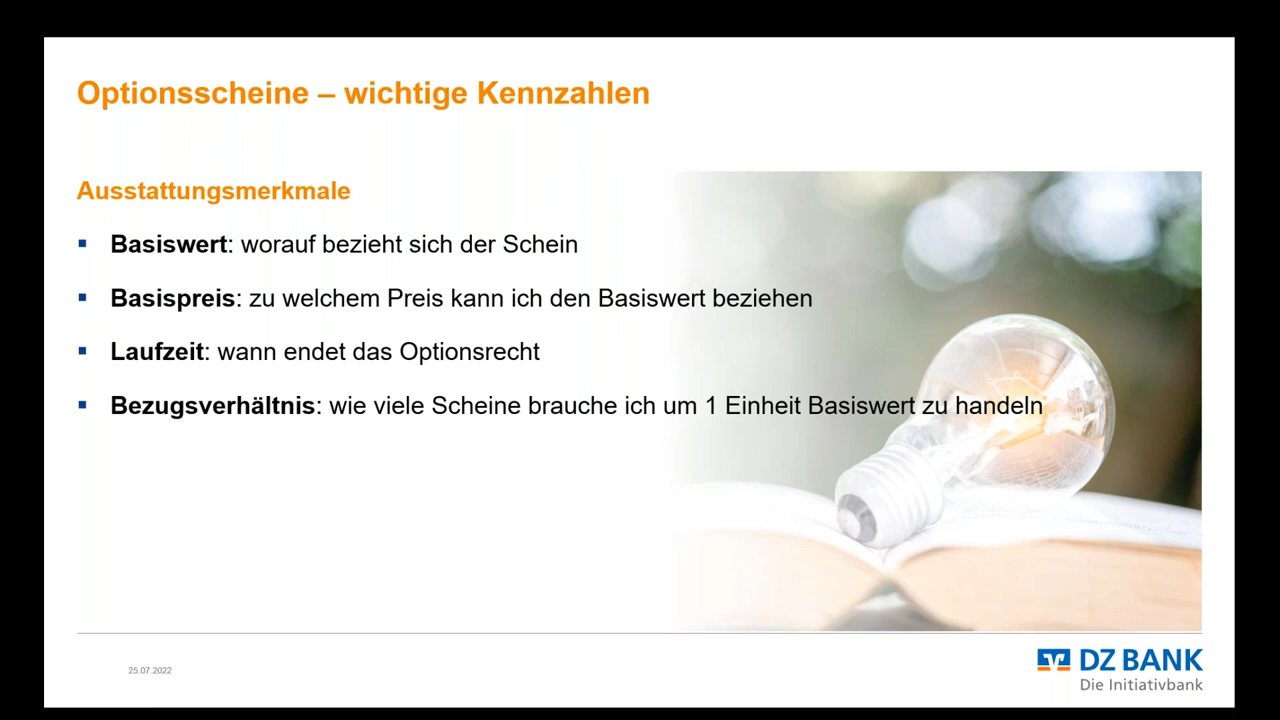 Optionsscheine – wichtige Kennzahlen
Ausstattungsmerkmale
▪ Basiswert: worauf bezieht sich der Schein
▪ Basispreis: zu welchem Preis kann ich den Basiswert beziehen
▪ Laufzeit: wann endet das Optionsrecht
▪ Bezugsverhältnis: wie viele Scheine brauche ich um 1 Einheit Basiswert zu handeln
25.07.2022
DZ BANK
Die Initiativbank